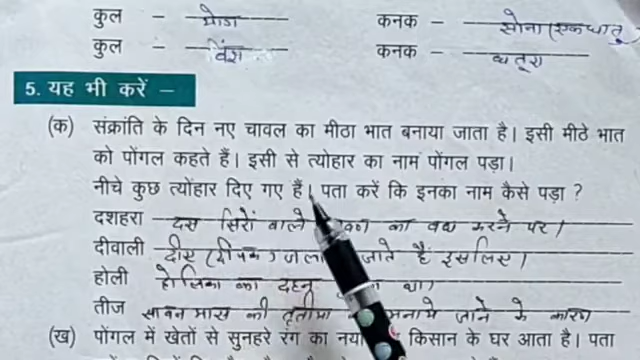 कुल - थोड़ा कनक - सोना (एक धातु)
कुल - वंश कनक - धतूरा
5. यह भी करें –
(क) संक्रांति के दिन नए चावल का मीठा भात बनाया जाता है। इसी मीठे भात
को पोंगल कहते हैं। इसी से त्योहार का नाम पोंगल पड़ा।
नीचे कुछ त्योंहार दिए गए हैं। पता करें कि इनका नाम कैसे पड़ा ?
दशहरा दस सिरों वाले का वध करने पर।
दीवाली दीए (दीपक) जाते हैं इसलिए।
होली होलिका का दहन था।
तीज सावन मास की तृतीया मनाये जाने के कारण
(ख) पोंगल में खेतों से सुनहरे रंग का नया किसान के घर आता है। पता